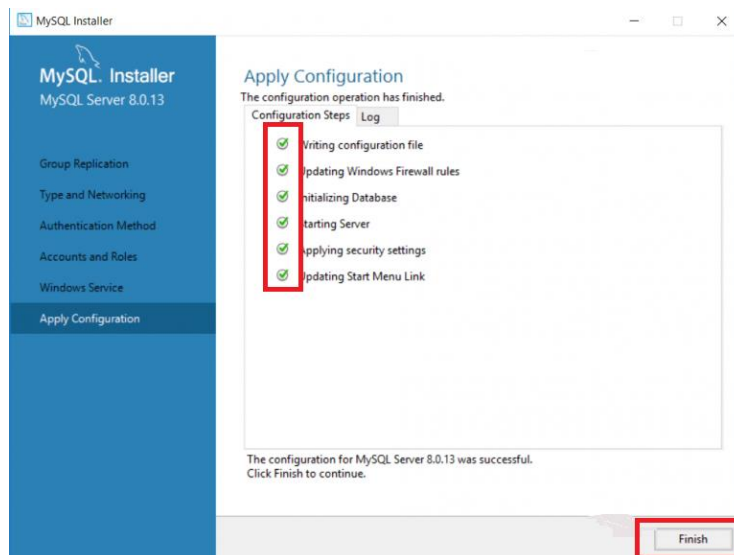 MySQL Installer
MySQL. Installer
MySQL Server 8.0.13
Group Replication
Type and Networking
Authentication Method
Accounts and Roles
Windows Service
Apply Configuration
Apply Configuration
The configuration operation has finished.
Configuration Steps Log
Writing configuration file
Updating Windows Firewall rules
Initializing Database
Starting Server
Applying security settings
Updating Start Menu Link
The configuration for MySQL Server 8.0.13 was successful.
Click Finish to continue.
Finish